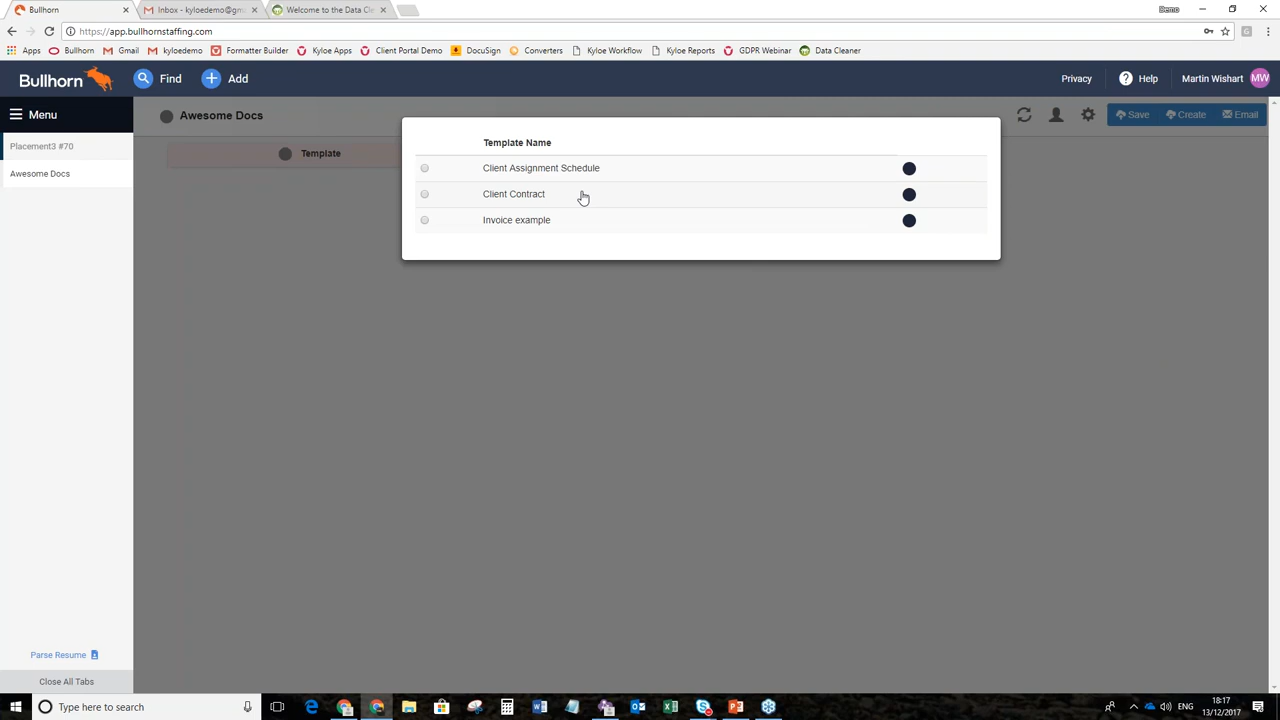 Bullhorn
Inbox - kyloedemo@gm
Welcome to the Data Cle
Demo
https://app.bullhornstaffing.com
Apps
Bullhorn
Gmail
kyloedemo
Formatter Builder
Kyloe Apps
Client Portal Demo
DocuSign
Converters
Kyloe Workflow
Kyloe Reports
GDPR Webinar
Data Cleaner
Bullhorn
Find
Add
Privacy
Help
Martin Wishart
MW
Menu
Awesome Docs
Save
Create
Email
Placement3 #70
Awesome Docs
Template
Template Name
Client Assignment Schedule
Client Contract
Invoice example
Parse Resume
Close All Tabs
Type here to search
ENG
18:17
13/12/2017